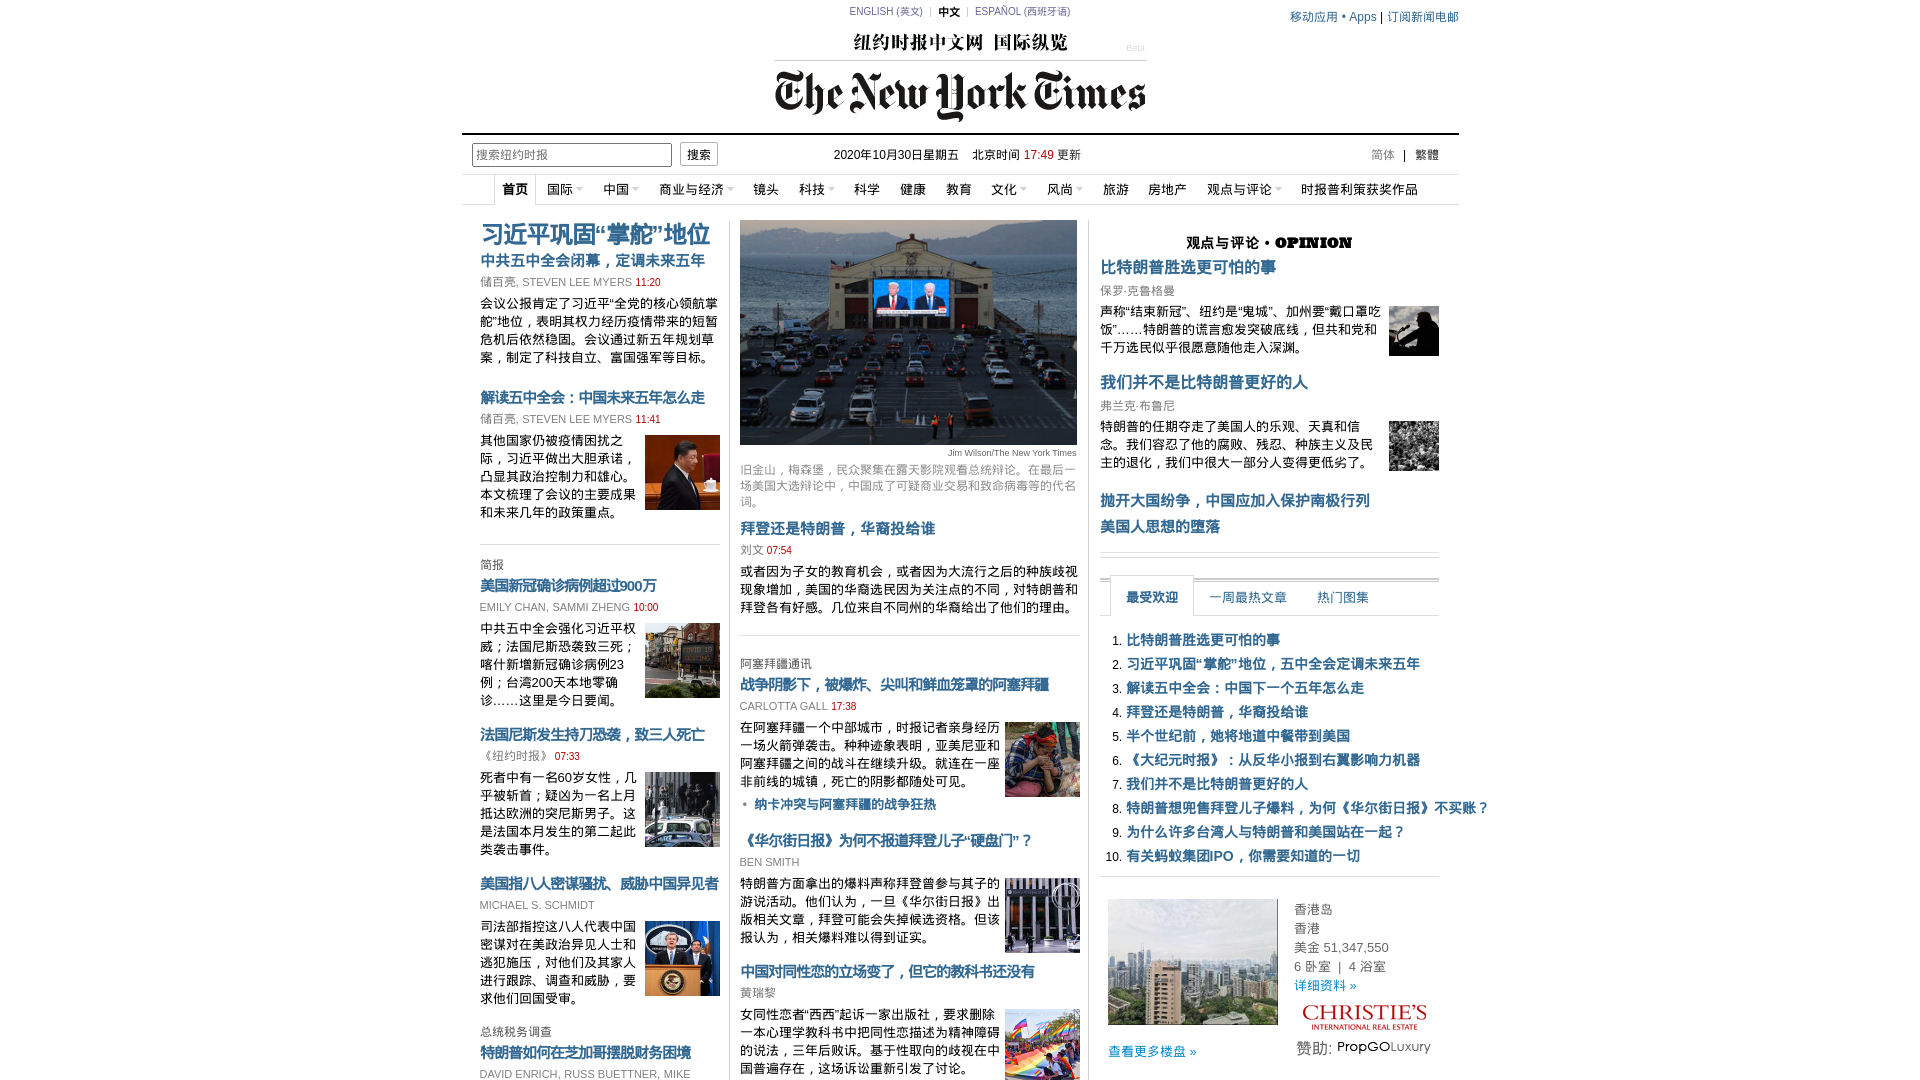 ENGLISH (英文) | 中文 | ESPAÑOL (西班牙语)
移动应用 • Apps | 订阅新闻电邮
纽约时报中文网 国际纵览
Beta
The New York Times
搜索纽约时报 搜索
2020年10月30日星期五 北京时间 17:49 更新
简体 | 繁體
首页 国际 中国 商业与经济 镜头 科技 科学 健康 教育 文化 风尚 旅游 房地产 观点与评论 时报普利策获奖作品
习近平巩固“掌舵”地位
中共五中全会闭幕，定调未来五年
储百亮, STEVEN LEE MYERS 11:20
会议公报肯定了习近平“全党的核心领航掌
舵”地位，表明其权力经历疫情带来的短暂
危机后依然稳固。会议通过新五年规划草
案，制定了科技自立、富国强军等目标。
解读五中全会：中国未来五年怎么走
储百亮, STEVEN LEE MYERS 11:41
其他国家仍被疫情困扰之
际，习近平做出大胆承诺，
凸显其政治控制力和雄心。
本文梳理了会议的主要成果
和未来几年的政策重点。
简报
美国新冠确诊病例超过900万
EMILY CHAN, SAMMI ZHENG 10:00
中共五中全会强化习近平权
威；法国尼斯恐袭致三死；
喀什新增新冠确诊病例23
例；台湾200天本地零确
诊……这里是今日要闻。
法国尼斯发生持刀恐袭，致三人死亡
《纽约时报》 07:33
死者中有一名60岁女性，几
乎被斩首；疑凶为一名上月
抵达欧洲的突尼斯男子。这
是法国本月发生的第二起此
类袭击事件。
美国指八人密谋骚扰、威胁中国异见者
MICHAEL S. SCHMIDT
司法部指控这八人代表中国
密谋对在美政治异见人士和
逃犯施压，对他们及其家人
进行跟踪、调查和威胁，要
求他们回国受审。
总统税务调查
特朗普如何在芝加哥摆脱财务困境
DAVID ENRICH, RUSS BUETTNER, MIKE
Jim Wilson/The New York Times
旧金山，梅森堡，民众聚集在露天影院观看总统辩论。在最后一
场美国大选辩论中，中国成了可疑商业交易和致命病毒等的代名
词。
拜登还是特朗普，华裔投给谁
刘文 07:54
或者因为子女的教育机会，或者因为大流行之后的种族歧视
现象增加，美国的华裔选民因为关注点的不同，对特朗普和
拜登各有好感。几位来自不同州的华裔给出了他们的理由。
阿塞拜疆通讯
战争阴影下，被爆炸、尖叫和鲜血笼罩的阿塞拜疆
CARLOTTA GALL 17:38
在阿塞拜疆一个中部城市，时报记者亲身经历
一场火箭弹袭击。种种迹象表明，亚美尼亚和
阿塞拜疆之间的战斗在继续升级。就连在一座
非前线的城镇，死亡的阴影都随处可见。
• 纳卡冲突与阿塞拜疆的战争狂热
《华尔街日报》为何不报道拜登儿子“硬盘门”？
BEN SMITH
特朗普方面拿出的爆料声称拜登曾参与其子的
游说活动。他们认为，一旦《华尔街日报》出
版相关文章，拜登可能会失掉候选资格。但该
报认为，相关爆料难以得到证实。
中国对同性恋的立场变了，但它的教科书还没有
黄瑞黎
女同性恋者“西西”起诉一家出版社，要求删除
一本心理学教科书中把同性恋描述为精神障碍
的说法，三年后败诉。基于性取向的歧视在中
国普遍存在，这场诉讼重新引发了讨论。
观点与评论 • OPINION
比特朗普胜选更可怕的事
保罗·克鲁格曼
声称“结束新冠”、纽约是“鬼城”、加州要“戴口罩吃
饭”……特朗普的谎言愈发突破底线，但共和党和
千万选民似乎很愿意随他走入深渊。
我们并不是比特朗普更好的人
弗兰克·布鲁尼
特朗普的任期夺走了美国人的乐观、天真和信
念。我们容忍了他的腐败、残忍、种族主义及民
主的退化，我们中很大一部分人变得更低劣了。
抛开大国纷争，中国应加入保护南极行列
美国人思想的堕落
最受欢迎 一周最热文章 热门图集
1. 比特朗普胜选更可怕的事
2. 习近平巩固“掌舵”地位，五中全会定调未来五年
3. 解读五中全会：中国下一个五年怎么走
4. 拜登还是特朗普，华裔投给谁
5. 半个世纪前，她将地道中餐带到美国
6. 《大纪元时报》：从反华小报到右翼影响力机器
7. 我们并不是比特朗普更好的人
8. 特朗普想兜售拜登儿子爆料，为何《华尔街日报》不买账？
9. 为什么许多台湾人与特朗普和美国站在一起？
10. 有关蚂蚁集团IPO，你需要知道的一切
香港岛
香港
美金 51,347,550
6 卧室 | 4 浴室
详细资料 »
CHRISTIE'S
INTERNATIONAL REAL ESTATE
查看更多楼盘 »
赞助: PropGOLuxury